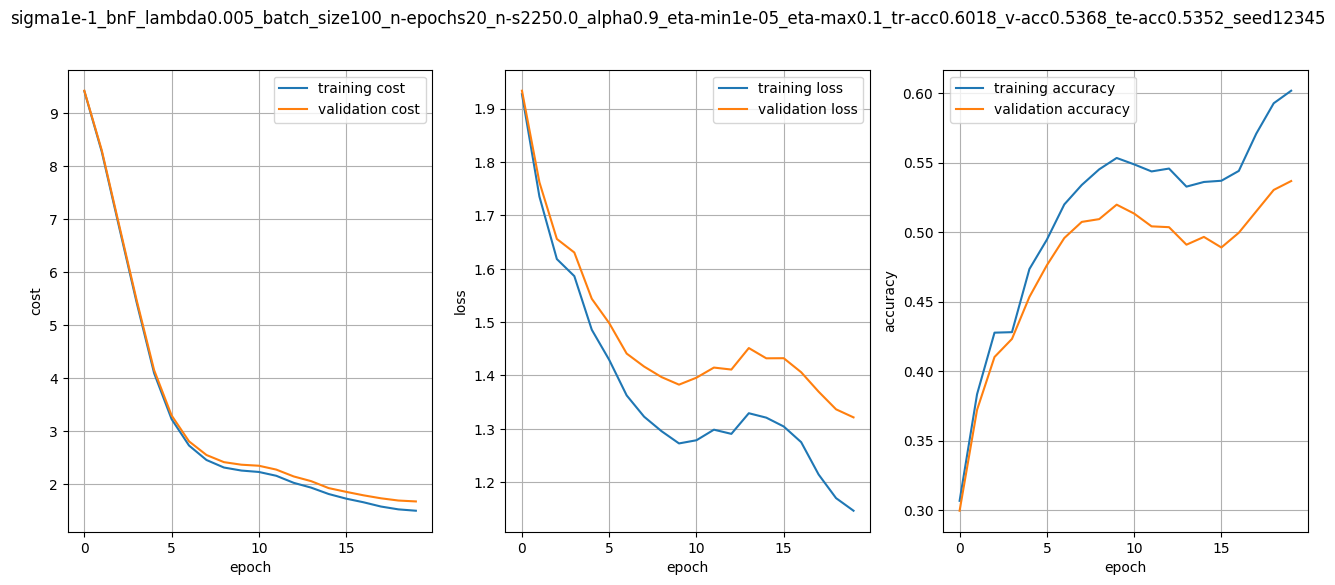 sigma1e-1_bnF_lambda0.005_batch_size100_n-epochs20_n-s2250.0_alpha0.9_eta-min1e-05_eta-max0.1_tr-acc0.6018_v-acc0.5368_te-acc0.5352_seed12345
training cost
validation cost
9
8
7
6
5
4
3
2
cost
0
5
10
15
epoch
training loss
validation loss
1.9
1.8
1.7
1.6
1.5
1.4
1.3
1.2
loss
0
5
10
15
epoch
training accuracy
validation accuracy
0.60
0.55
0.50
0.45
0.40
0.35
0.30
accuracy
0
5
10
15
epoch